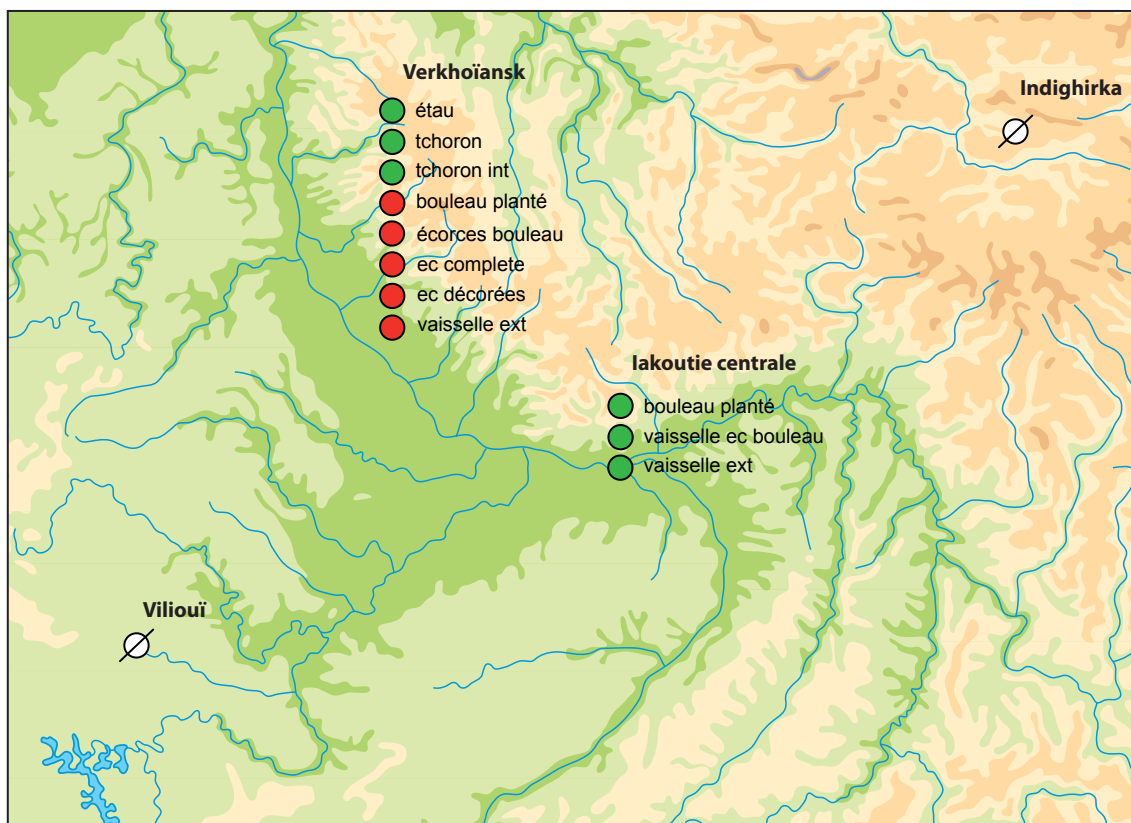 Verkhoïansk
étau
tchoron
tchoron int
bouleau planté
écorces bouleau
ec complete
ec décorées
vaisselle ext
Indighirka
Iakoutie centrale
bouleau planté
vaisselle ec bouleau
vaisselle ext
Viliouï